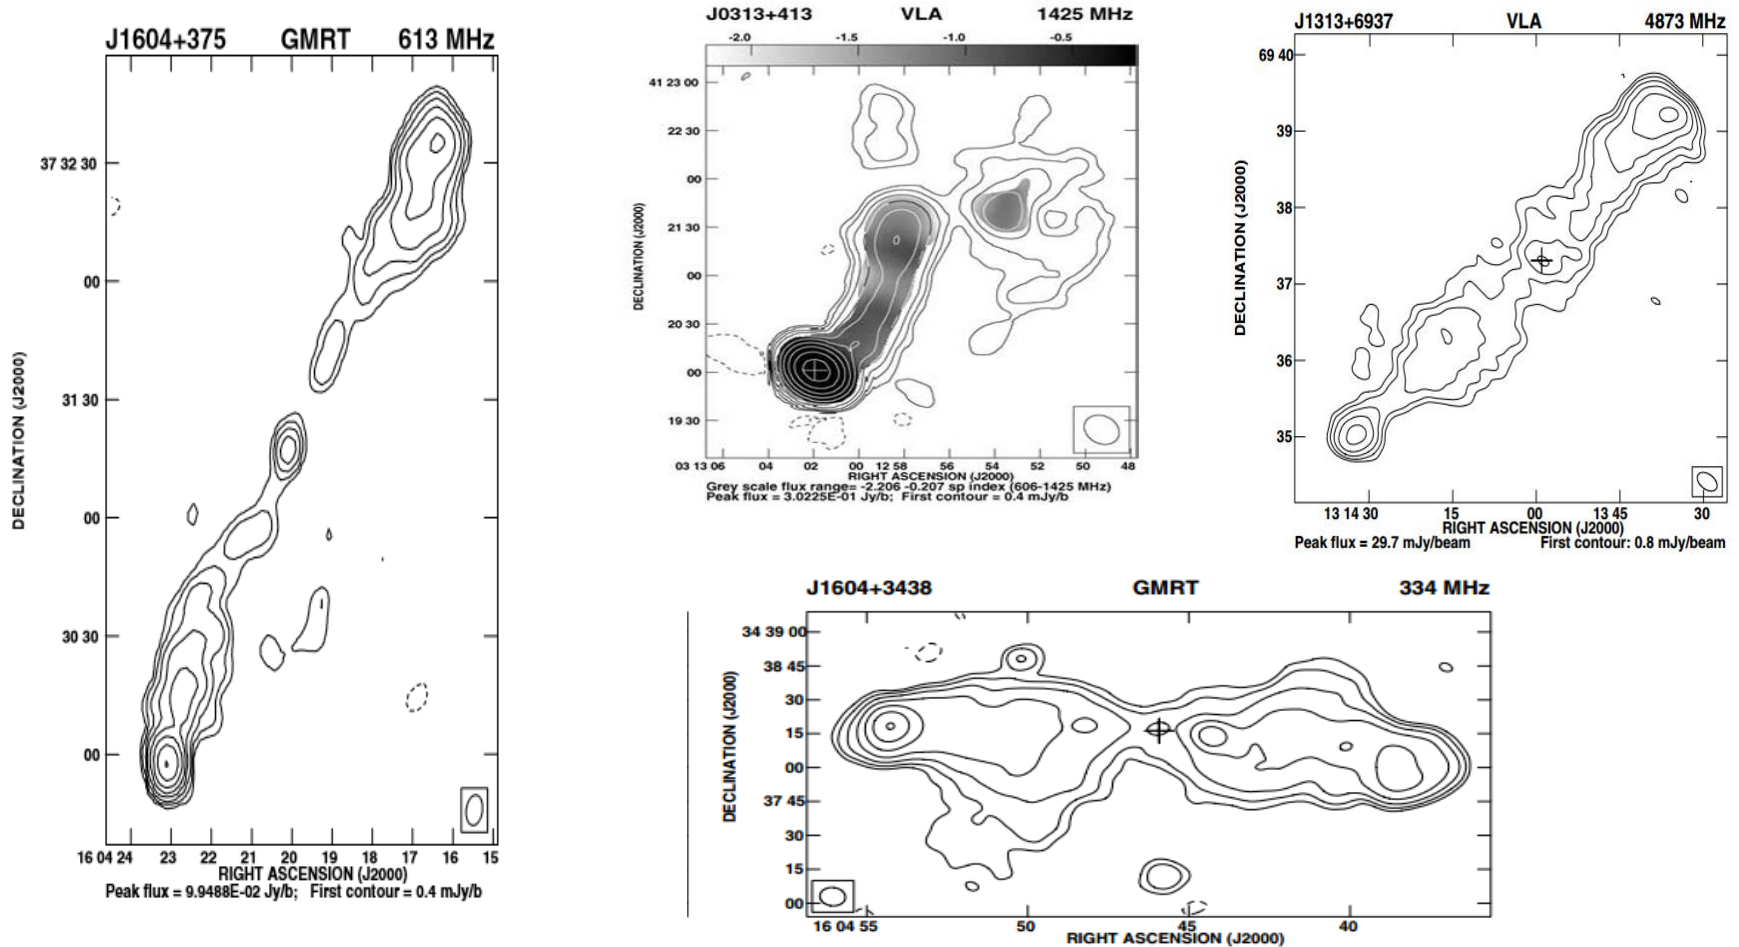 J1604+375 GMRT 613 MHz
37 32 30
00
31 30
00
30 30
00
DECLINATION (J2000)
16 04 24 23 22 21 20 19 18 17 16 15
RIGHT ASCENSION (J2000)
Peak flux = 9.9488E-02 Jy/b; First contour = 0.4 mJy/b
J0313+413 VLA 1425 MHz
-2.0 -1.5 -1.0 -0.5
41 23 00
22 30
00
21 30
00
20 30
00
19 30
DECLINATION (J2000)
03 13 06 04 02 00 12 58 56 54 52 50 48
RIGHT ASCENSION (J2000)
Grey scale flux range= -2.206 -0.207 sp index (606-1425 MHz)
Peak flux = 3.0225E-01 Jy/b; First contour = 0.4 mJy/b
J1313+6937 VLA 4873 MHz
69 40
39
38
37
36
35
DECLINATION (J2000)
13 14 30 15 00 13 45 30
RIGHT ASCENSION (J2000)
Peak flux = 29.7 mJy/beam First contour: 0.8 mJy/beam
J1604+3438 GMRT 334 MHz
34 39 00
38 45
30
15
00
37 45
30
15
00
DECLINATION (J2000)
16 04 55 50 45 40
RIGHT ASCENSION (J2000)